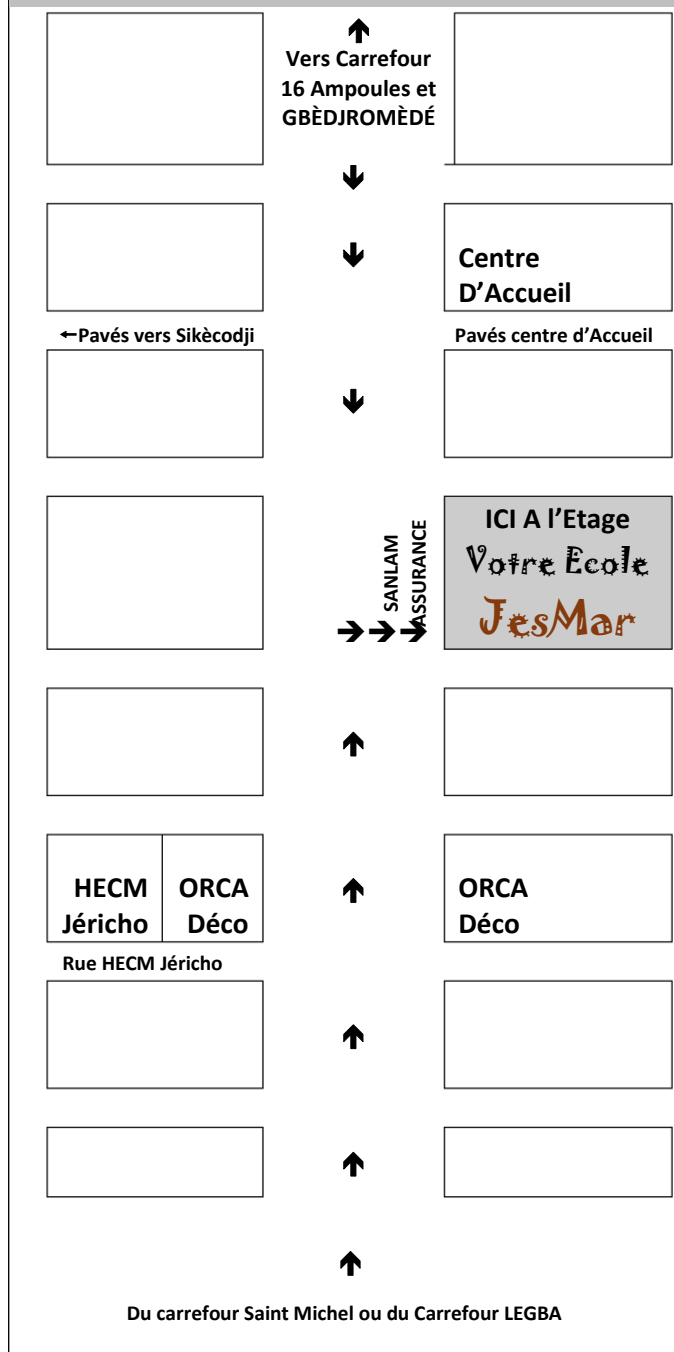 Vers Carrefour
16 Ampoules et
GBÈDJROMÈDÉ
Centre
D’Accueil
←Pavés vers Sikècodji
Pavés centre d’Accueil
SANLAM
ASSURANCE
ICI A l’Etage
Votre Ecole
JesMar
HECM
Jéricho
ORCA
Déco
ORCA
Déco
Rue HECM Jéricho
Du carrefour Saint Michel ou du Carrefour LEGBA